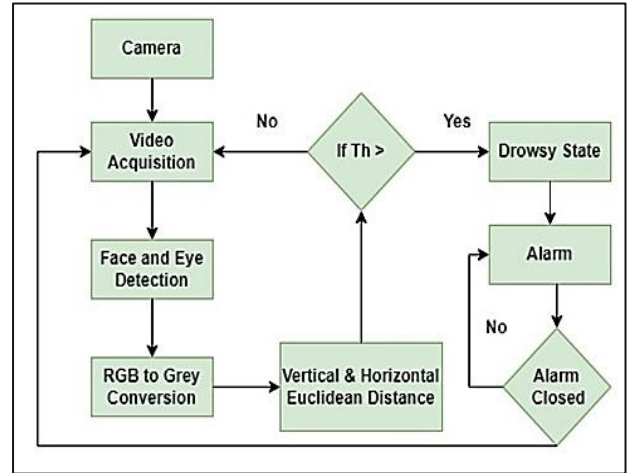 Camera
Video
Acquisition
Face and Eye
Detection
RGB to Grey
Conversion
Vertical & Horizontal
Euclidean Distance
If Th >
No
Yes
Drowsy State
Alarm
No
Alarm
Closed